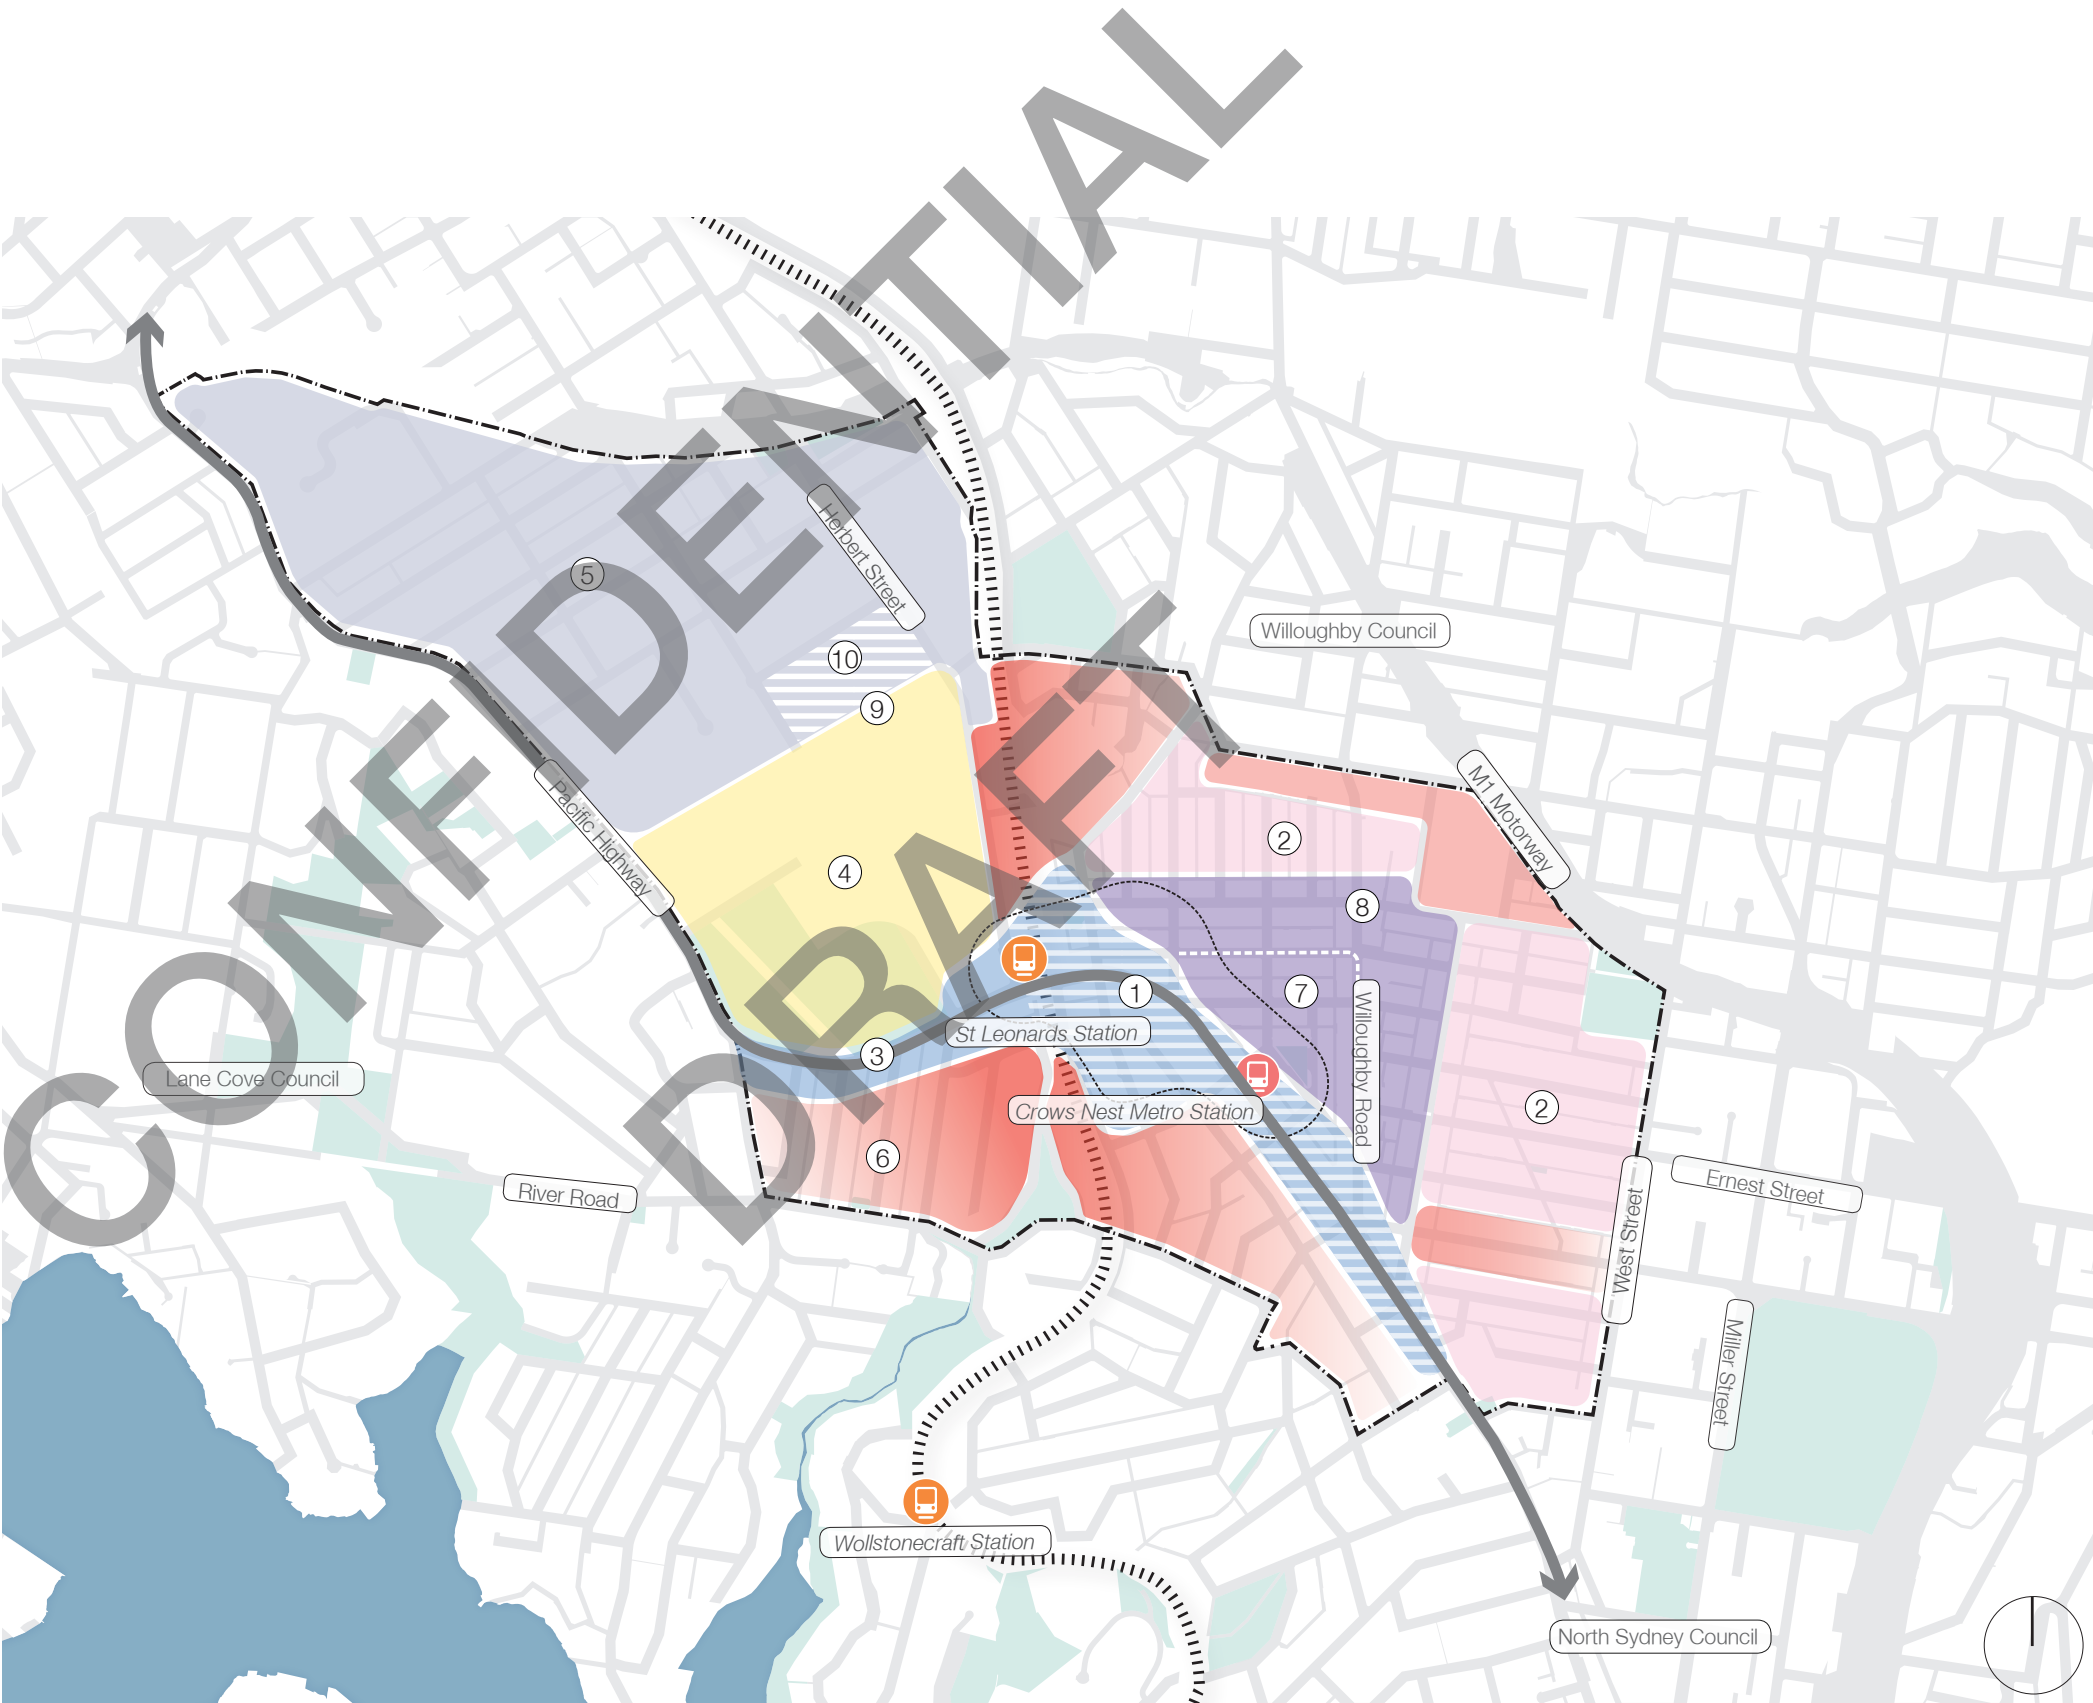 CONFIDENTIAL
DRAFT
Herbert Street
5
Willoughby Council
10
9
M1 Motorway
Pacific Highway
2
4
8
1
7
St Leonards Station
3
Willoughby Road
Lane Cove Council
Crows Nest Metro Station
2
6
River Road
Ernest Street
West Street
Miller Street
Wollstonecraft Station
North Sydney Council